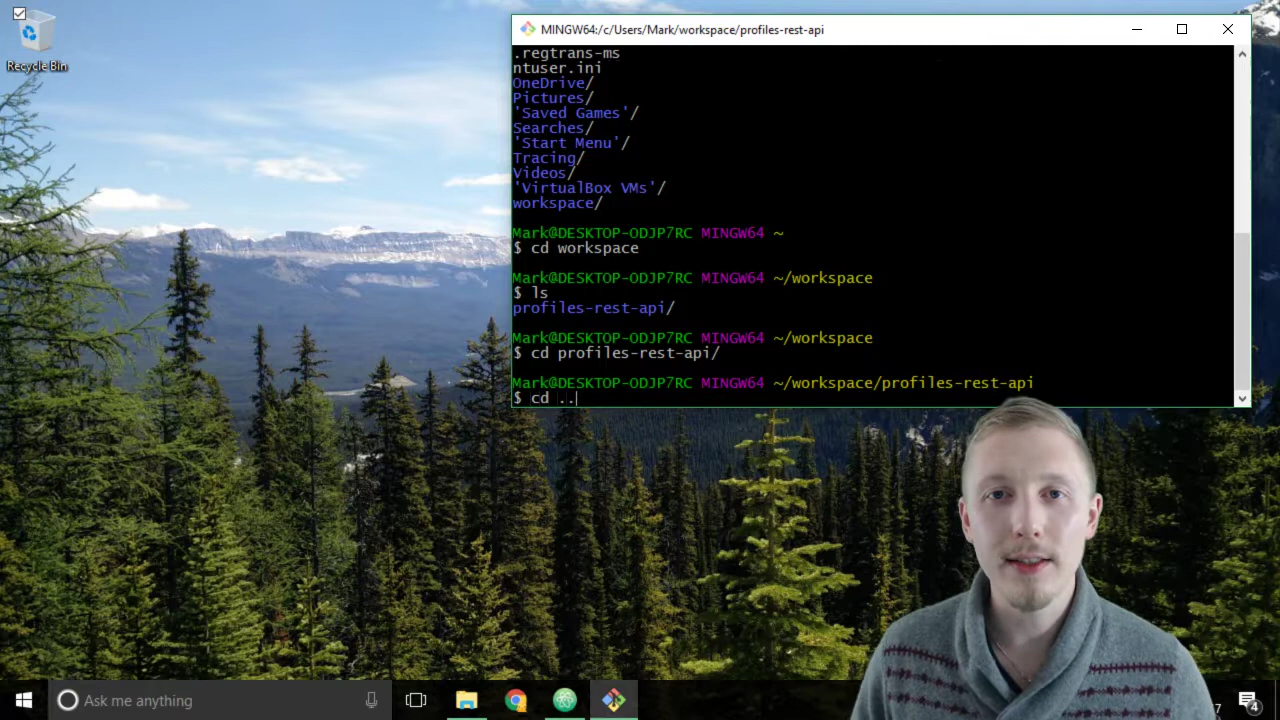 Recycle Bin
MINGW64:/c/Users/Mark/workspace/profiles-rest-api
.regtrans-ms
ntuser.ini
OneDrive/
Pictures/
'Saved Games'/
Searches/
'Start Menu'/
Tracing/
Videos/
'VirtualBox VMs'/
workspace/
Mark@DESKTOP-ODJP7RC MINGW64 ~
$ cd workspace
Mark@DESKTOP-ODJP7RC MINGW64 ~/workspace
$ ls
profiles-rest-api/
Mark@DESKTOP-ODJP7RC MINGW64 ~/workspace
$ cd profiles-rest-api/
Mark@DESKTOP-ODJP7RC MINGW64 ~/workspace/profiles-rest-api
$ cd ..
Ask me anything
7
4